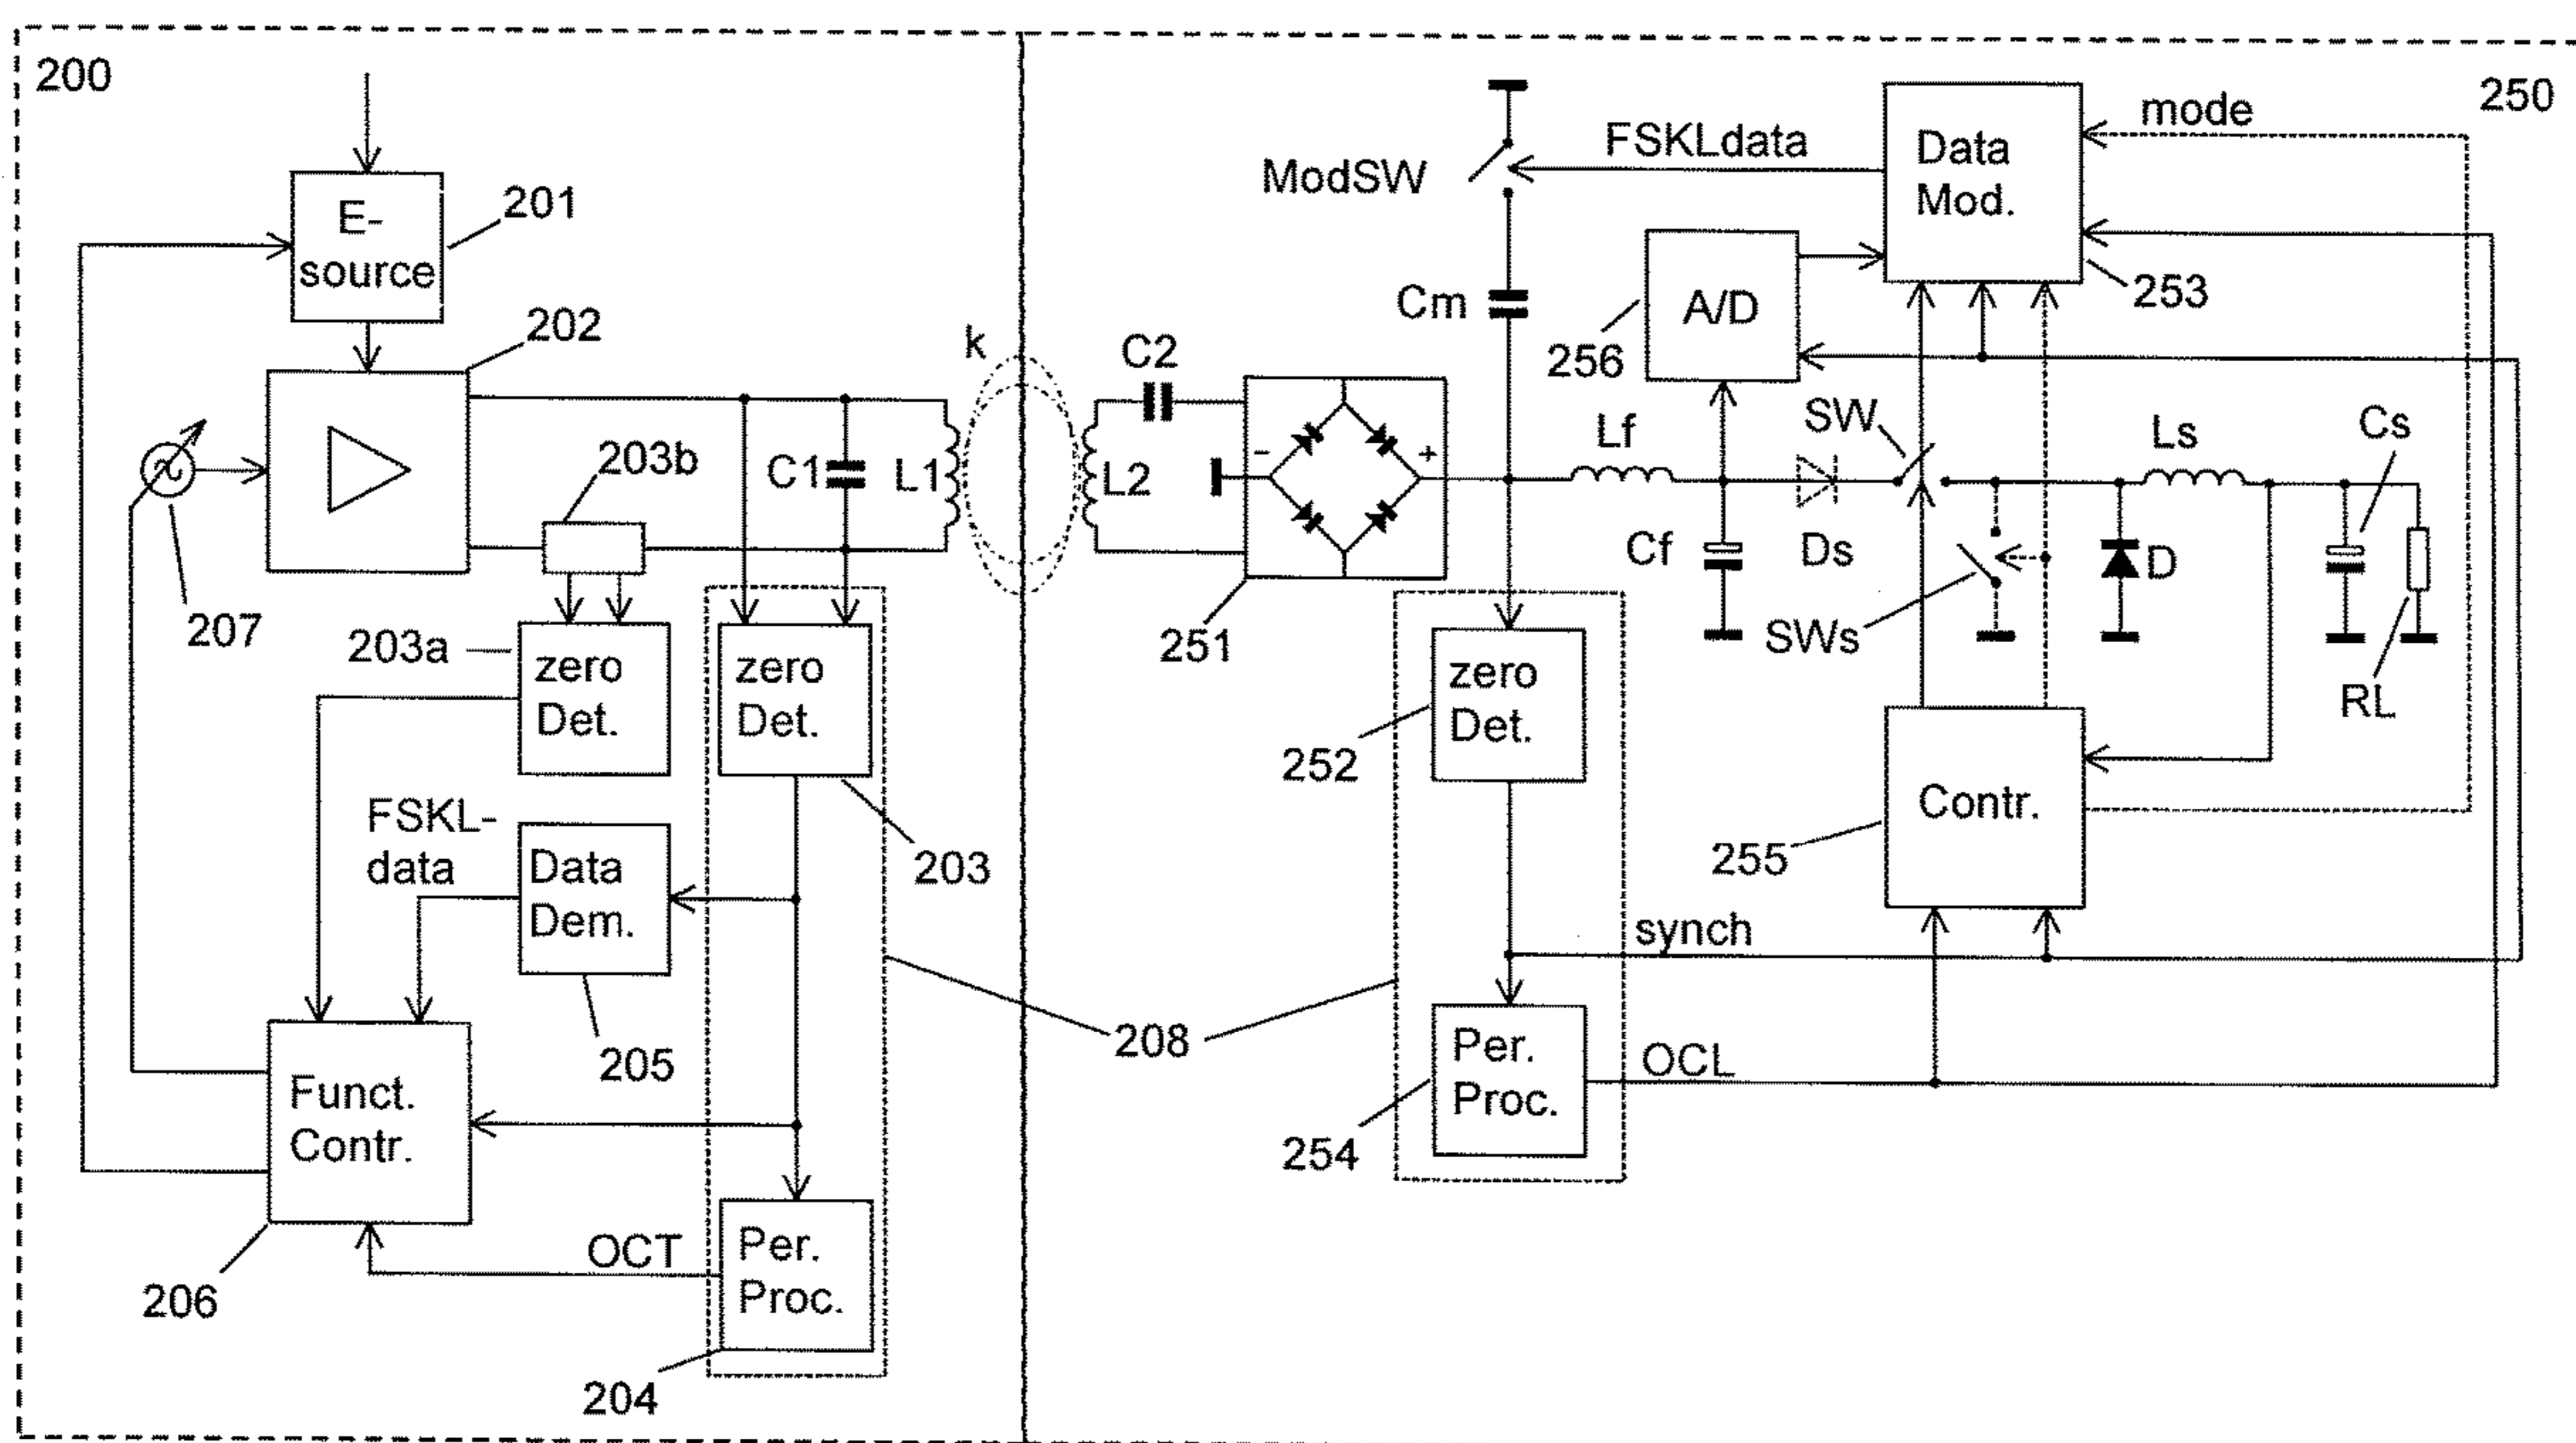 200
E-
source
201
202
207
203b
C1
L1
k
203a
zero
Det.
zero
Det.
203
FSKL-
data
Data
Dem.
205
Funct.
Contr.
206
OCT
Per.
Proc.
204
208
250
mode
Data
Mod.
253
FSKLdata
ModSW
Cm
A/D
256
C2
L2
-
+
251
Lf
Cf
Ds
SW
SWs
D
Ls
Cs
RL
zero
Det.
252
Contr.
255
synch
Per.
Proc.
254
OCL